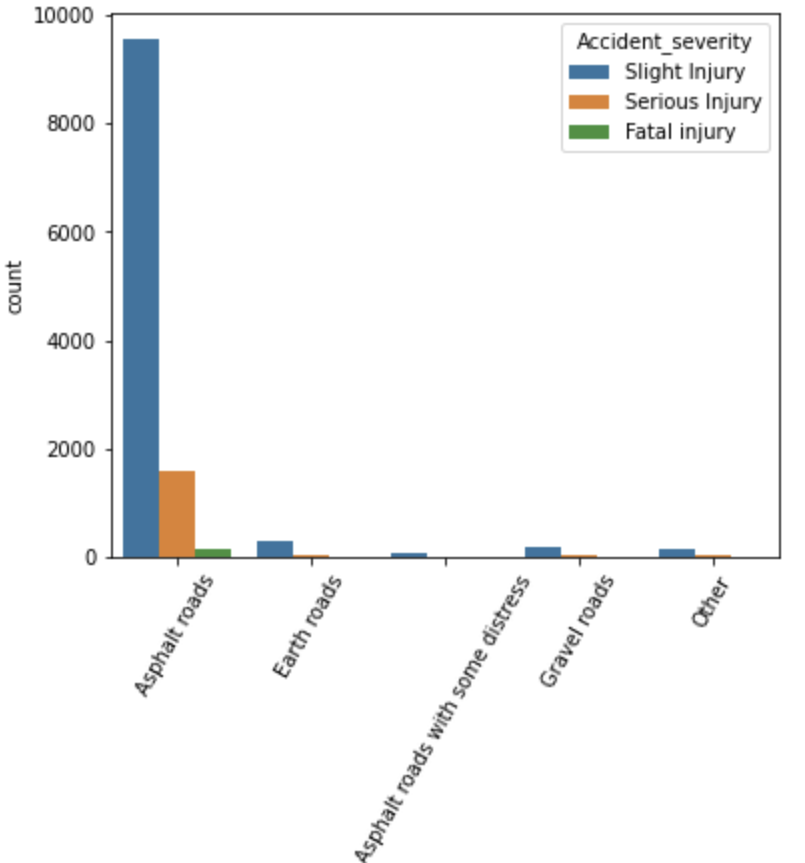 10000
8000
6000
4000
2000
0
count
Accident_severity
Slight Injury
Serious Injury
Fatal injury
Asphalt roads
Earth roads
Asphalt roads with some distress
Gravel roads
Other